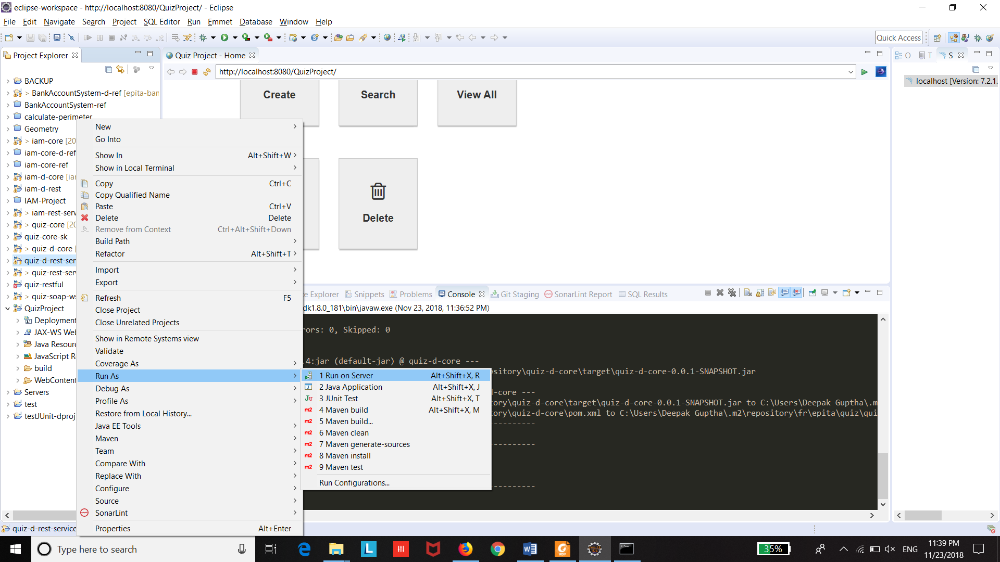 eclipse-workspace - http://localhost:8080/QuizProject/ - Eclipse
File Edit Navigate Search Project SQL Editor Run Emmet Database Window Help
Quick Access
Project Explorer
Quiz Project - Home
O T S
http://localhost:8080/QuizProject/
localhost [Version: 7.2.1.
BACKUP
> BankAccountSystem-d-ref [epita-ban
BankAccountSystem-ref
calculate-perimeter
Geometry
> iam-core [20
iam-core-d-ref
iam-core-ref
iam-d-core [iar
iam-d-rest
IAM-Project
> iam-rest-serv
> quiz-core [20
quiz-core-sk
> quiz-d-core [
quiz-d-rest-ser
> quiz-rest-serv
quiz-restful
> quiz-soap-ws
QuizProject
Deployment
JAX-WS Web
Java Resourc
JavaScript R
build
WebContent
Servers
test
testJUnit-dproj
Create
Search
View All
Delete
New
Go Into
Show In Alt+Shift+W
Show in Local Terminal
Copy Ctrl+C
Copy Qualified Name
Paste Ctrl+V
Delete Delete
Remove from Context Ctrl+Alt+Shift+Down
Build Path
Refactor Alt+Shift+T
Import
Export
Refresh F5
Close Project
Close Unrelated Projects
Show in Remote Systems view
Validate
Coverage As
Run As
Debug As
Profile As
Restore from Local History...
Java EE Tools
Maven
Team
Compare With
Replace With
Configure
Source
SonarLint
Properties Alt+Enter
1 Run on Server Alt+Shift+X, R
2 Java Application Alt+Shift+X, J
3 JUnit Test Alt+Shift+X, T
4 Maven build Alt+Shift+X, M
5 Maven build...
6 Maven clean
7 Maven generate-sources
8 Maven install
9 Maven test
Run Configurations...
e Explorer Snippets Problems Console Git Staging SonarLint Report SQL Results
dk1.8.0_181\bin\javaw.exe (Nov 23, 2018, 11:36:52 PM)
rors: 0, Skipped: 0
.4:jar (default-jar) @ quiz-d-core ---
sitory\quiz-d-core\target\quiz-d-core-0.0.1-SNAPSHOT.jar
d-core ---
tory\quiz-d-core\target\quiz-d-core-0.0.1-SNAPSHOT.jar to C:\Users\Deepak Guptha\.m
tory\quiz-d-core\pom.xml to C:\Users\Deepak Guptha\.m2\repository\fr\epita\quiz\qui
----------
----------
----------
quiz-d-rest-service
Type here to search
35%
ENG
11:39 PM
11/23/2018